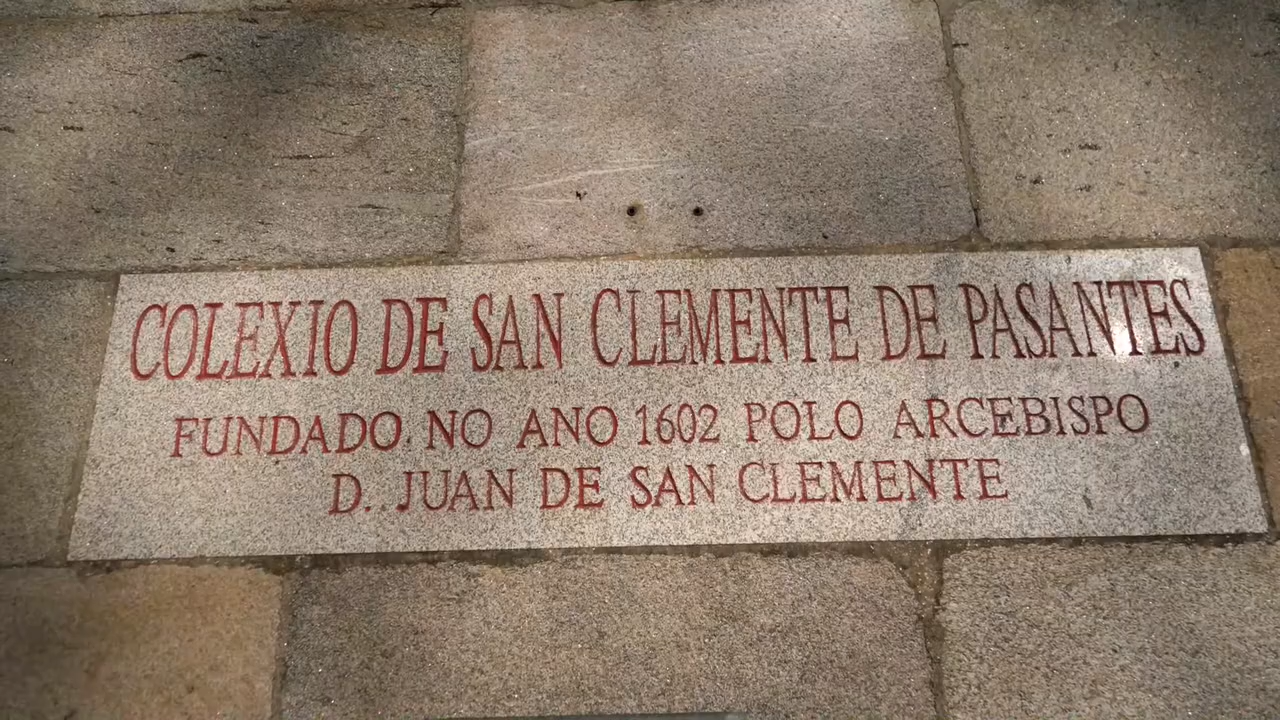 COLEXIO DE SAN CLEMENTE DE PASANTES
FUNDADO. NO ANO 1602 POLO ARCEBISPO
D. JUAN DE SAN CLEMENTE